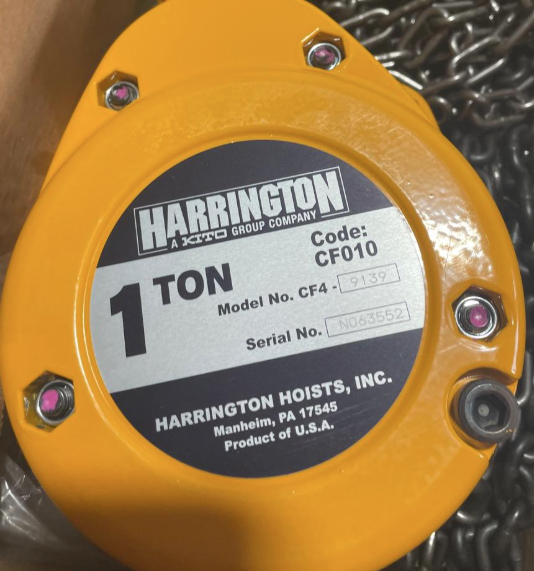 HARRINGTON
A KITO GROUP COMPANY
Code:
CF010
1 TON
Model No. CF4 - 9139
Serial No. N063552
HARRINGTON HOISTS, INC.
Manheim, PA 17545
Product of U.S.A.